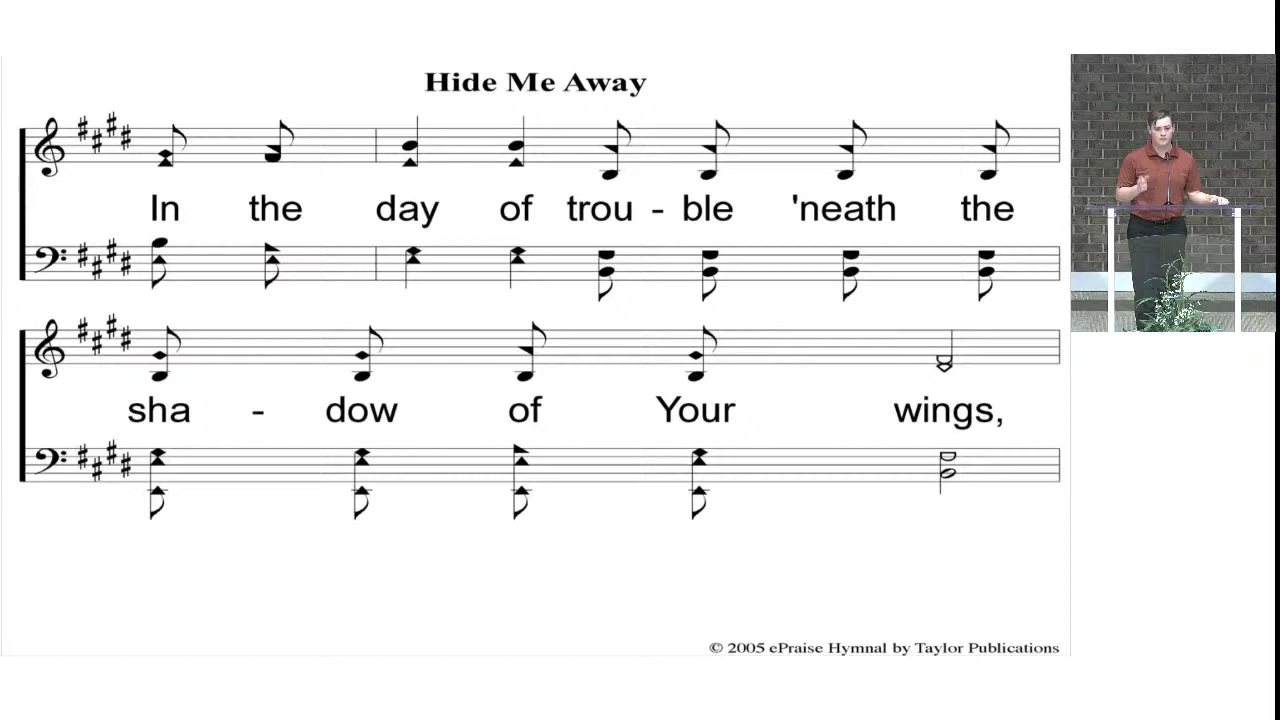 Hide Me Away
In the day of trou - ble 'neath the
sha - dow of Your wings,
© 2005 ePraise Hymnal by Taylor Publications